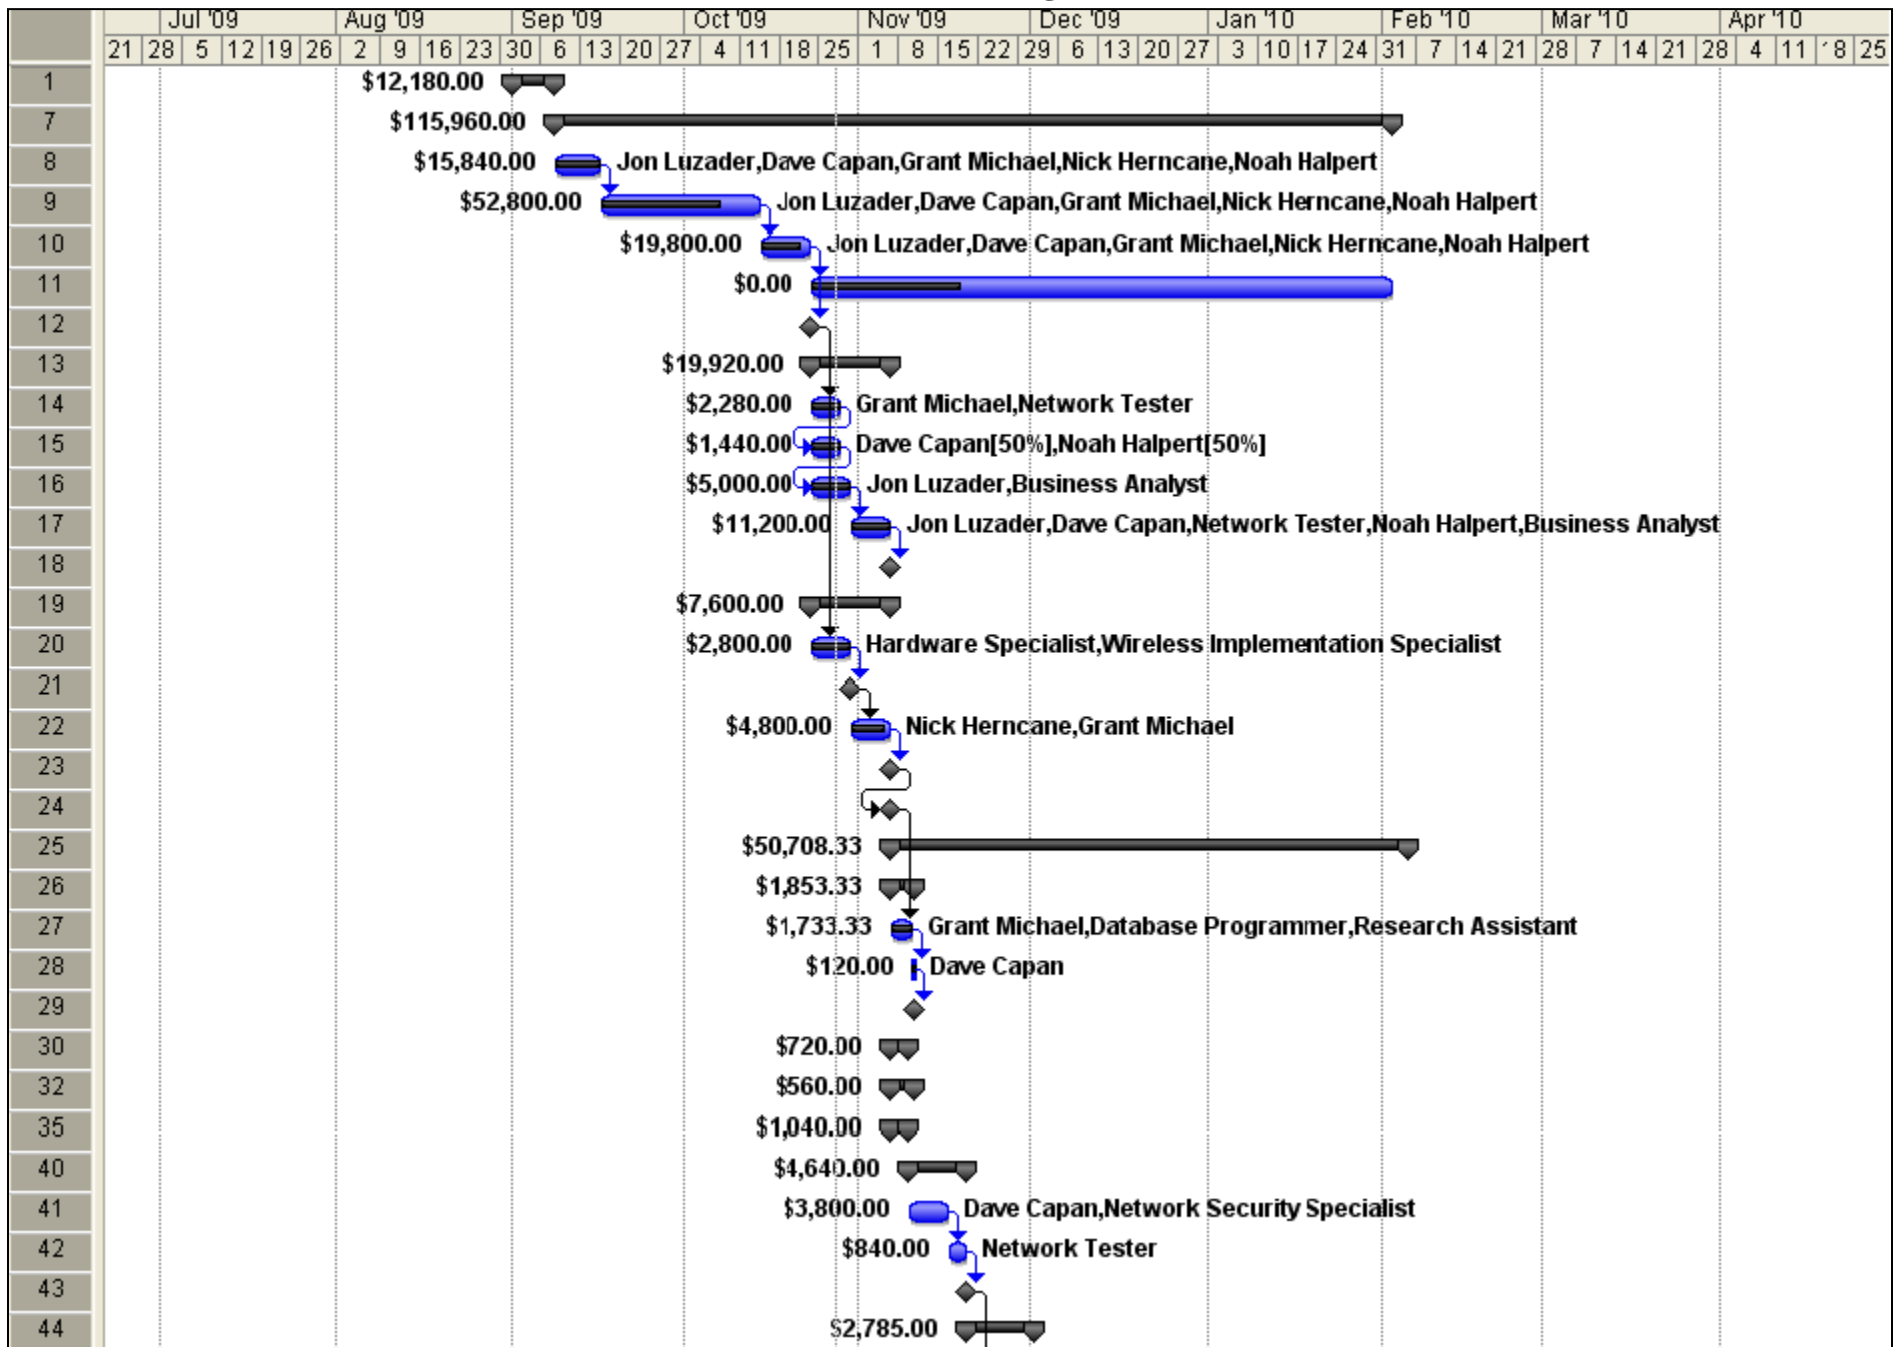 Jul '09 Aug '09 Sep '09 Oct '09 Nov '09 Dec '09 Jan '10 Feb '10 Mar '10 Apr '10
21 28 5 12 19 26 2 9 16 23 30 6 13 20 27 4 11 18 25 1 8 15 22 29 6 13 20 27 3 10 17 24 31 7 14 21 28 7 14 21 28 4 11 18 25
1 $12,180.00
7 $115,960.00
8 $15,840.00 Jon Luzader,Dave Capan,Grant Michael,Nick Herncane,Noah Halpert
9 $52,800.00 Jon Luzader,Dave Capan,Grant Michael,Nick Herncane,Noah Halpert
10 $19,800.00 Jon Luzader,Dave Capan,Grant Michael,Nick Herncane,Noah Halpert
11 $0.00
12
13 $19,920.00
14 $2,280.00 Grant Michael,Network Tester
15 $1,440.00 Dave Capan[50%],Noah Halpert[50%]
16 $5,000.00 Jon Luzader,Business Analyst
17 $11,200.00 Jon Luzader,Dave Capan,Network Tester,Noah Halpert,Business Analyst
18
19 $7,600.00
20 $2,800.00 Hardware Specialist,Wireless Implementation Specialist
21
22 $4,800.00 Nick Herncane,Grant Michael
23
24
25 $50,708.33
26 $1,853.33
27 $1,733.33 Grant Michael,Database Programmer,Research Assistant
28 $120.00 Dave Capan
29
30 $720.00
32 $560.00
35 $1,040.00
40 $4,640.00
41 $3,800.00 Dave Capan,Network Security Specialist
42 $840.00 Network Tester
43
44 $2,785.00